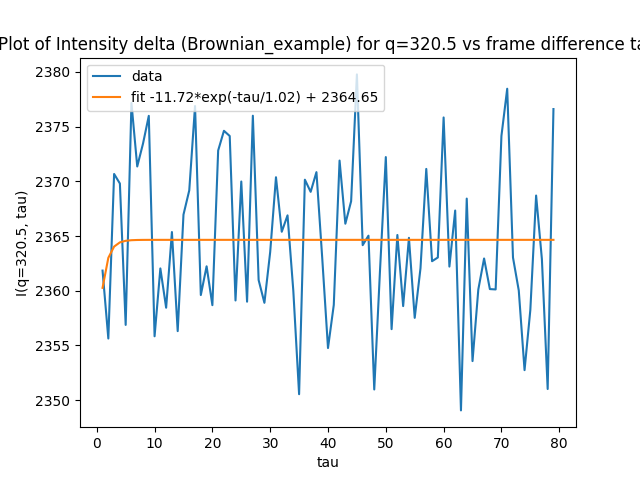 Plot of Intensity delta (Brownian_example) for q=320.5 vs frame difference ta
data
fit -11.72*exp(-tau/1.02) + 2364.65
2380
2375
2370
2365
2360
2355
2350
I(q=320.5, tau)
0 10 20 30 40 50 60 70 80
tau